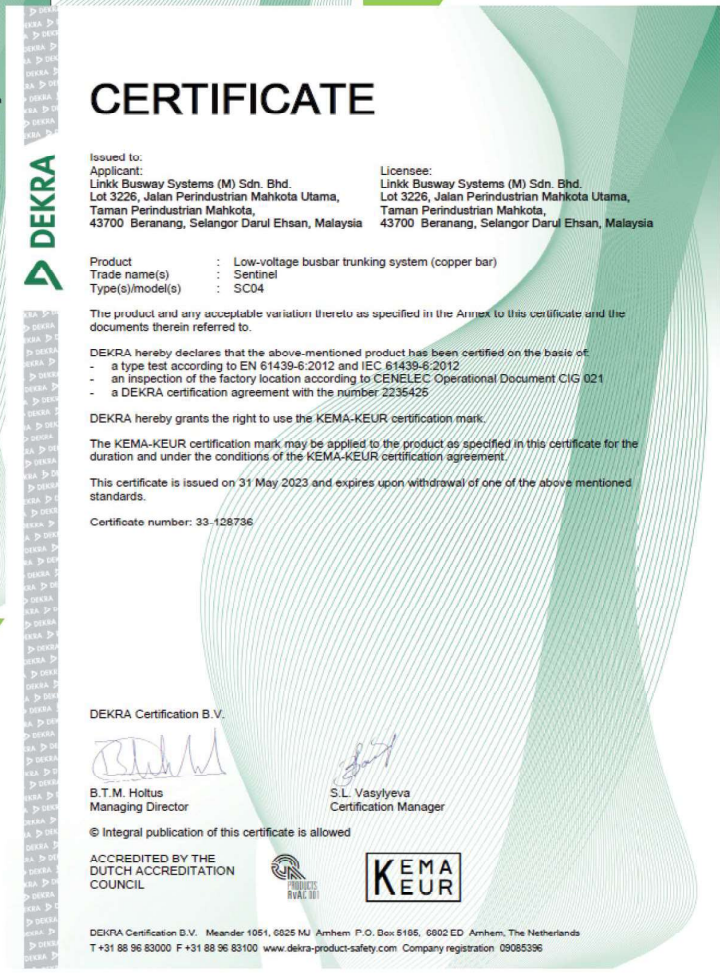 CERTIFICATE
DEKRA
Issued to:
Applicant:
Linkk Busway Systems (M) Sdn. Bhd.
Lot 3226, Jalan Perindustrian Mahkota Utama,
Taman Perindustrian Mahkota,
43700 Beranang, Selangor Darul Ehsan, Malaysia
Licensee:
Linkk Busway Systems (M) Sdn. Bhd.
Lot 3226, Jalan Perindustrian Mahkota Utama,
Taman Perindustrian Mahkota,
43700 Beranang, Selangor Darul Ehsan, Malaysia
Product : Low-voltage busbar trunking system (copper bar)
Trade name(s) : Sentinel
Type(s)/model(s) : SC04
The product and any acceptable variation thereto as specified in the Annex to this certificate and the
documents therein referred to.
DEKRA hereby declares that the above-mentioned product has been certified on the basis of:
- a type test according to EN 61439-6:2012 and IEC 61439-6:2012
- an inspection of the factory location according to CENELEC Operational Document CIG 021
- a DEKRA certification agreement with the number 2235425
DEKRA hereby grants the right to use the KEMA-KEUR certification mark.
The KEMA-KEUR certification mark may be applied to the product as specified in this certificate for the
duration and under the conditions of the KEMA-KEUR certification agreement.
This certificate is issued on 31 May 2023 and expires upon withdrawal of one of the above mentioned
standards.
Certificate number: 33-128736
DEKRA Certification B.V.
B.T.M. Holtus
Managing Director
S.L. Vasylyeva
Certification Manager
© Integral publication of this certificate is allowed
ACCREDITED BY THE
DUTCH ACCREDITATION
COUNCIL
PRODUCTS
RvA C 001
KEMA
KEUR
DEKRA Certification B.V. Meander 1051, 6825 MJ Arnhem P.O. Box 5185, 6802 ED Arnhem, The Netherlands
T +31 88 96 83000 F +31 88 96 83100 www.dekra-product-safety.com Company registration 09085396